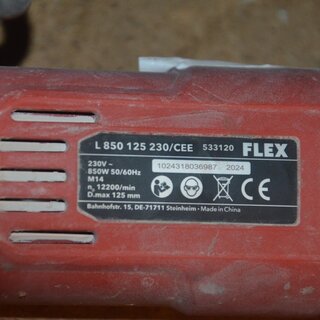 L 850 125 230/CEE 533120 FLEX
230V ~
850W 50/60Hz
M14
n₀ 12200/min
D.max 125 mm
1024318036987 2024
CE
Bahnhofstr. 15, DE-71711 Steinheim • Made in China